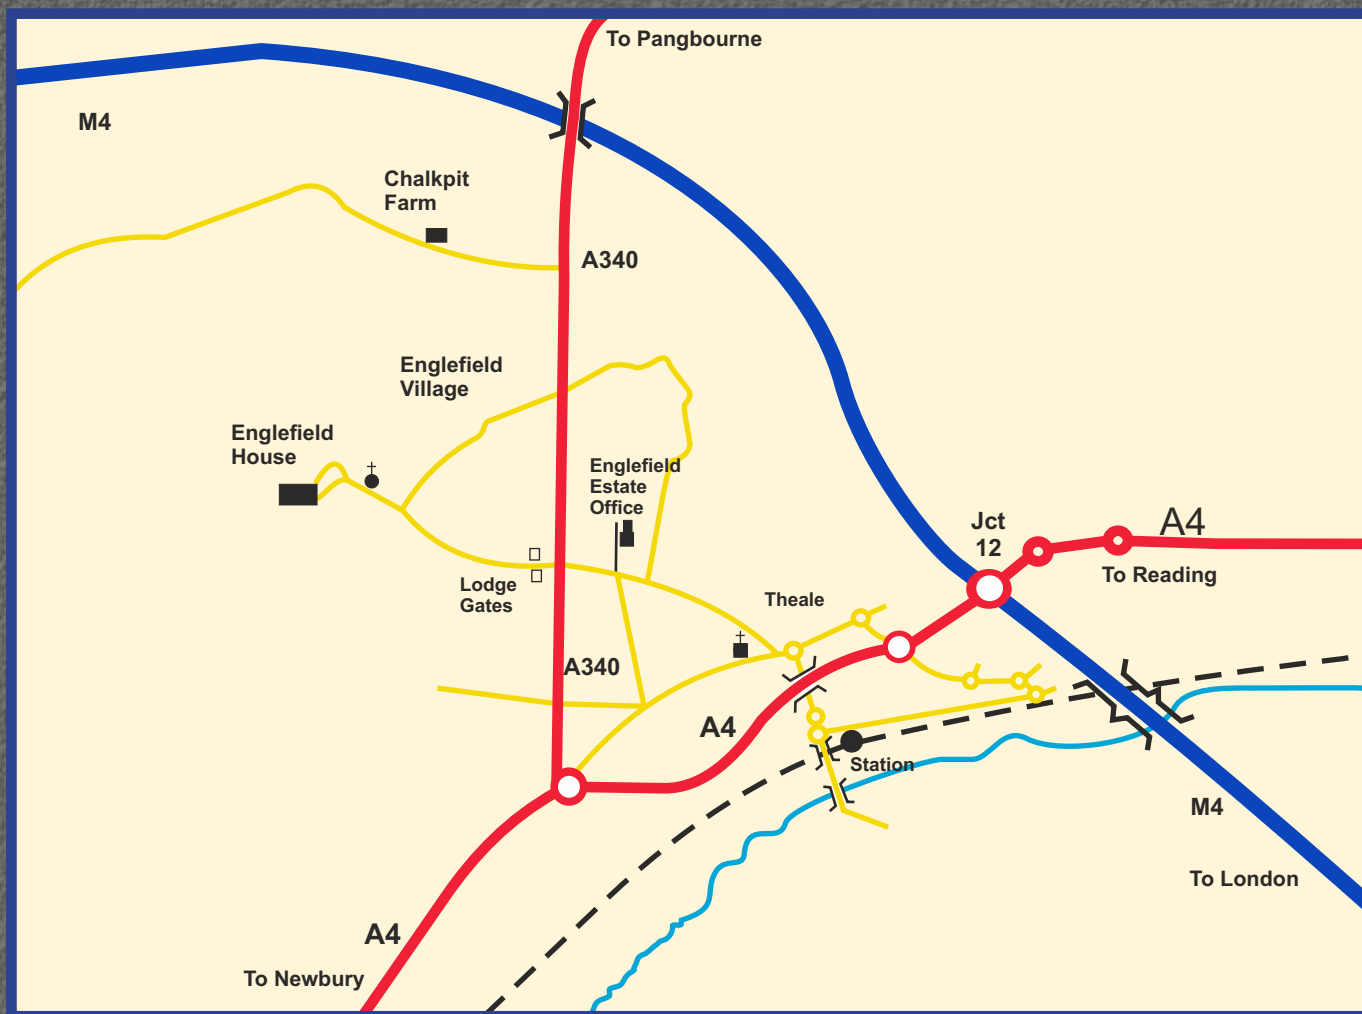 To Pangbourne
M4
Chalkpit
Farm
A340
Englefield
Village
Englefield
House
Englefield
Estate
Office
Jct
12
A4
To Reading
Lodge
Gates
Theale
A340
A4
Station
M4
To London
A4
To Newbury